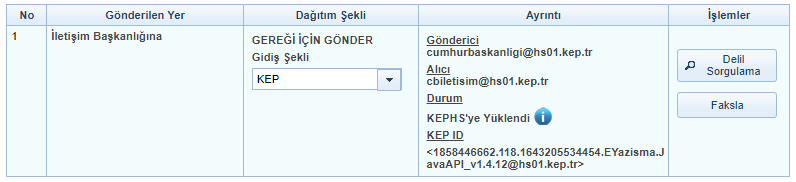 No Gönderilen Yer Dağıtım Şekli Ayrıntı İşlemler
1 İletişim Başkanlığına
GEREĞİ İÇİN GÖNDER
Gidiş Şekli
KEP
Gönderici
cumhurbaskanligi@hs01.kep.tr
Alıcı
cbiletisim@hs01.kep.tr
Durum
KEPHS'ye Yüklendi i
KEP ID
<1858446662.118.1643205534454.EYazisma.J
avaAPI_v1.4.12@hs01.kep.tr>
Delil
Sorgulama
Faksla